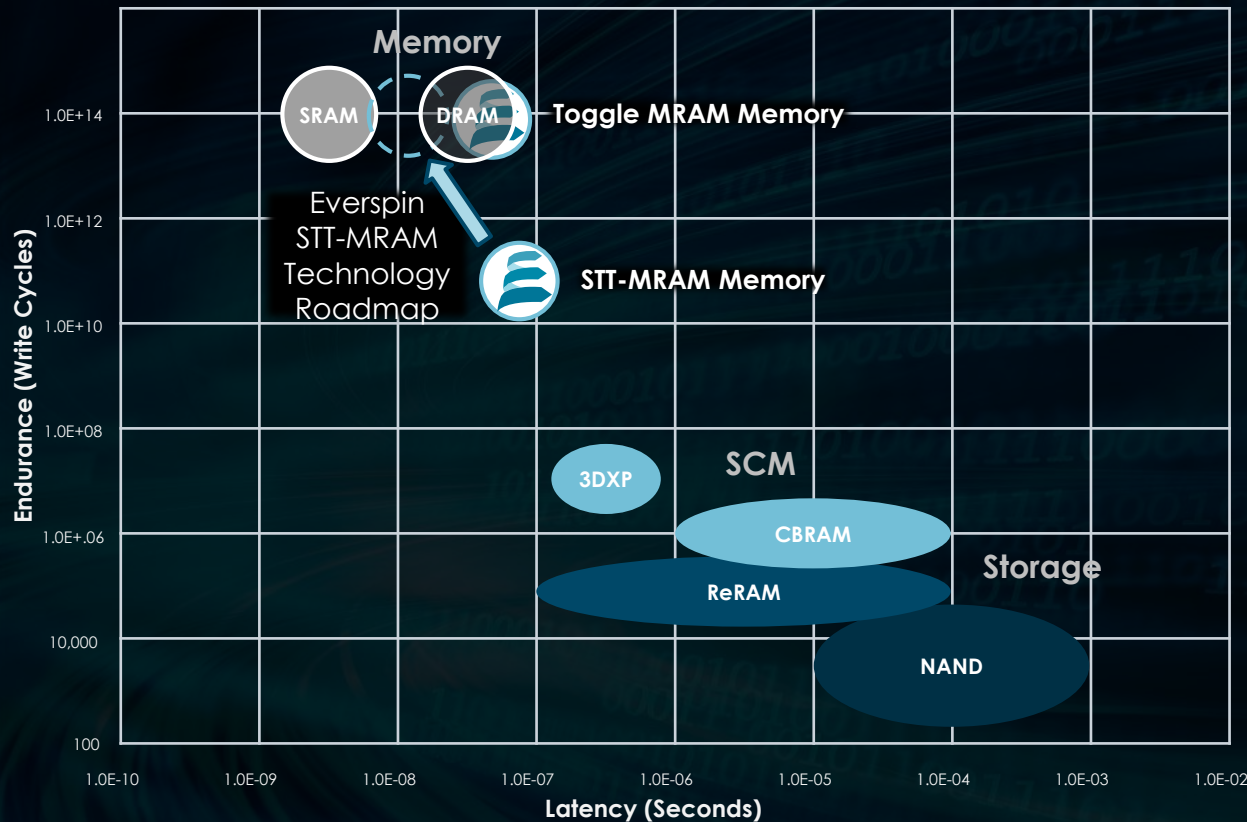 Memory
1.0E+14
SRAM
DRAM
Toggle MRAM Memory
Everspin
STT-MRAM
Technology
Roadmap
1.0E+12
STT-MRAM Memory
1.0E+10
1.0E+08
3DXP
SCM
1.0E+.06
CBRAM
Storage
ReRAM
10,000
NAND
100
Endurance (Write Cycles)
1.0E-10
1.0E-09
1.0E-08
1.0E-07
1.0E-06
1.0E-05
1.0E-04
1.0E-03
1.0E-02
Latency (Seconds)